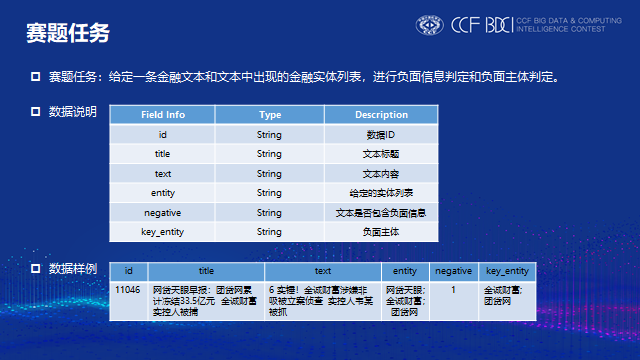 赛题任务
CCF BDCI
CCF BIG DATA & COMPUTING
INTELLIGENCE CONTEST
赛题任务：给定一条金融文本和文本中出现的金融实体列表，进行负面信息判定和负面主体判定。
数据说明
Field Info Type Description
id String 数据ID
title String 文本标题
text String 文本内容
entity String 给定的实体列表
negative String 文本是否包含负面信息
key_entity String 负面主体
数据样例
id title text entity negative key_entity
11046 网贷天眼早报：团贷网累 6 实锤！全诚财富涉嫌非 网贷天眼； 1 全诚财富;
计冻结33.5亿元 全诚财富 吸被立案侦查 实控人韦某 全诚财富； 团贷网
实控人被捕 被抓 团贷网